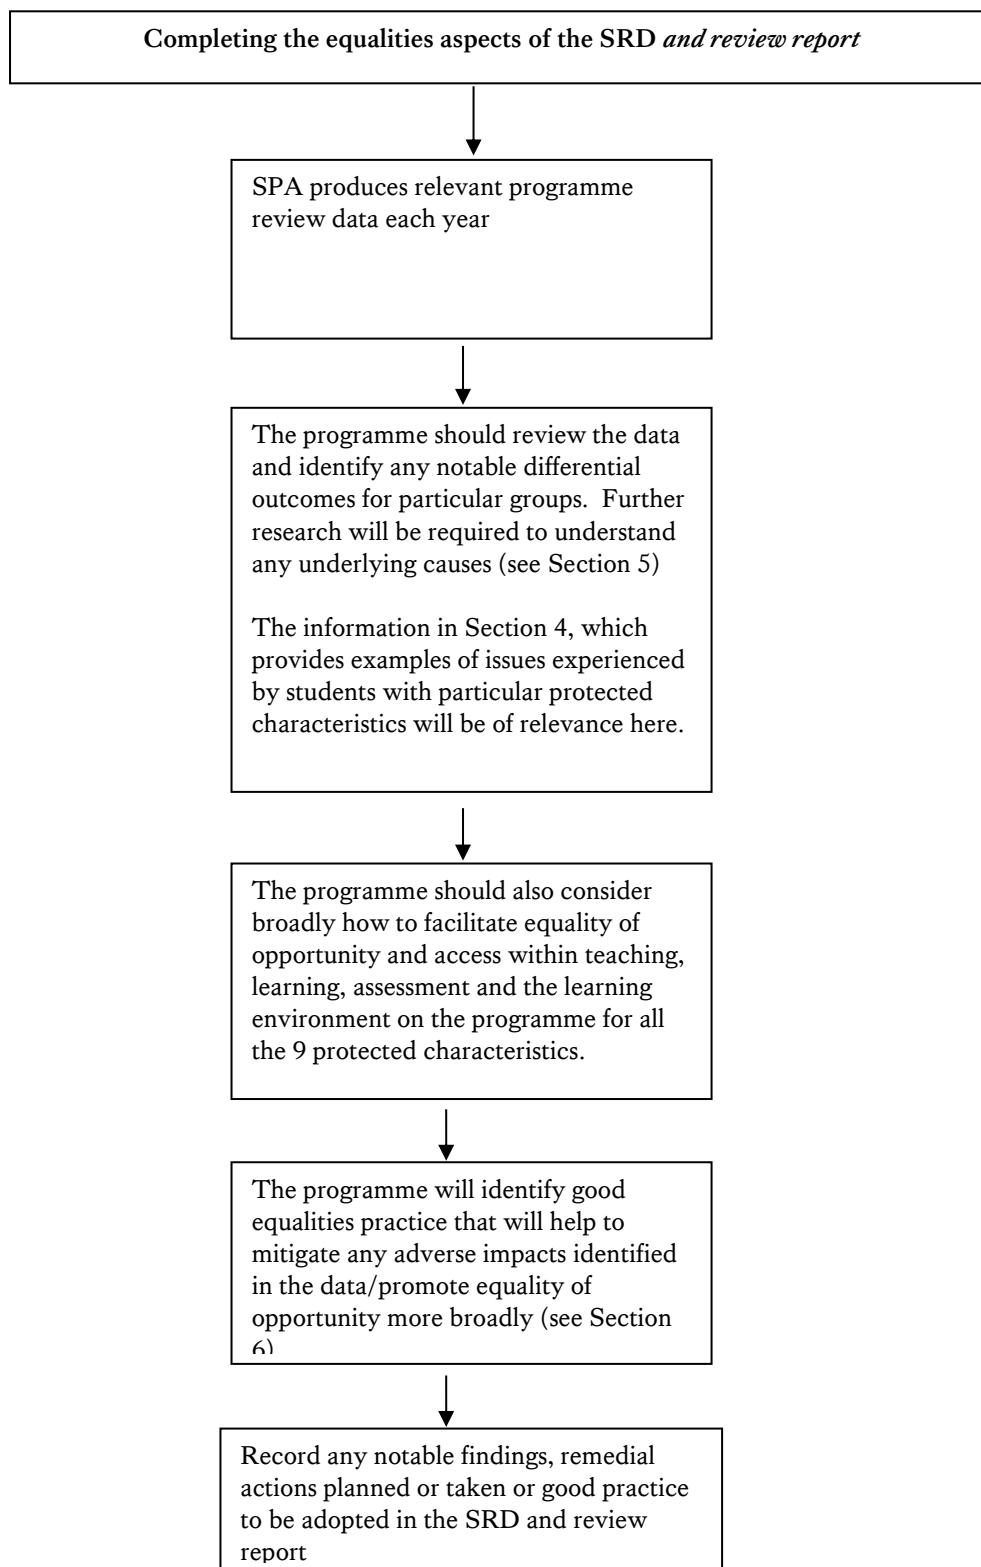 Completing the equalities aspects of the SRD and review report
SPA produces relevant programme
review data each year
The programme should review the data
and identify any notable differential
outcomes for particular groups.  Further
research will be required to understand
any underlying causes (see Section 5)
The information in Section 4, which
provides examples of issues experienced
by students with particular protected
characteristics will be of relevance here.
The programme should also consider
broadly how to facilitate equality of
opportunity and access within teaching,
learning, assessment and the learning
environment on the programme for all
the 9 protected characteristics.
The programme will identify good
equalities practice that will help to
mitigate any adverse impacts identified
in the data/promote equality of
opportunity more broadly (see Section
6)
Record any notable findings, remedial
actions planned or taken or good practice
to be adopted in the SRD and review
report